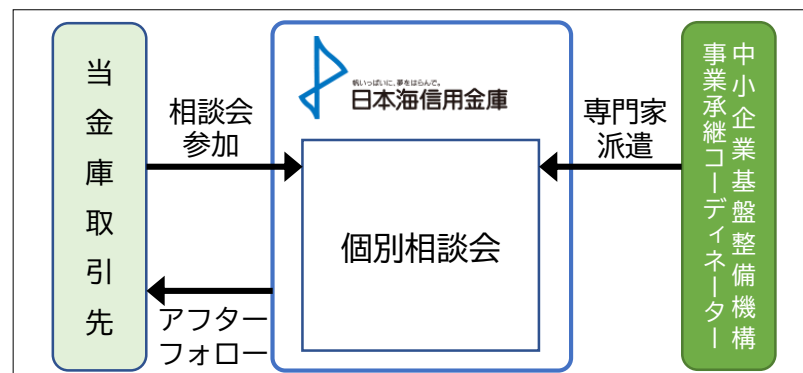 当金庫取引先
相談会
参加
アフター
フォロー
帆いっぱいに、夢をはらんで。
日本海信用金庫
個別相談会
専門家
派遣
中小企業基盤整備機構
事業承継コーディネーター